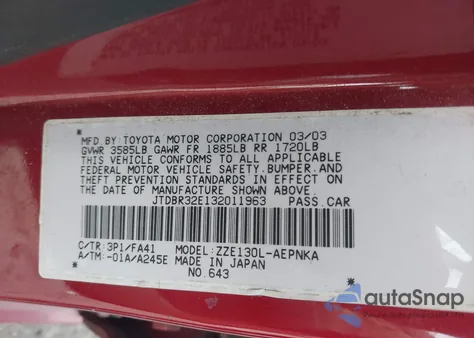 MFD BY: TOYOTA MOTOR CORPORATION 03/03
GVWR 3585LB GAWR FR 1885LB RR 1720LB
THIS VEHICLE CONFORMS TO ALL APPLICABLE
FEDERAL MOTOR VEHICLE SAFETY, BUMPER, AND
THEFT PREVENTION STANDARDS IN EFFECT ON THE
DATE OF MANUFACTURE SHOWN ABOVE.
JTDBR32E132011963 PASS.CAR
C/TR: 3P1/FA41 MODEL: ZZE130L-AEPNKA
A/TM: -01A/A245E MADE IN JAPAN
NO.643
autoSnap